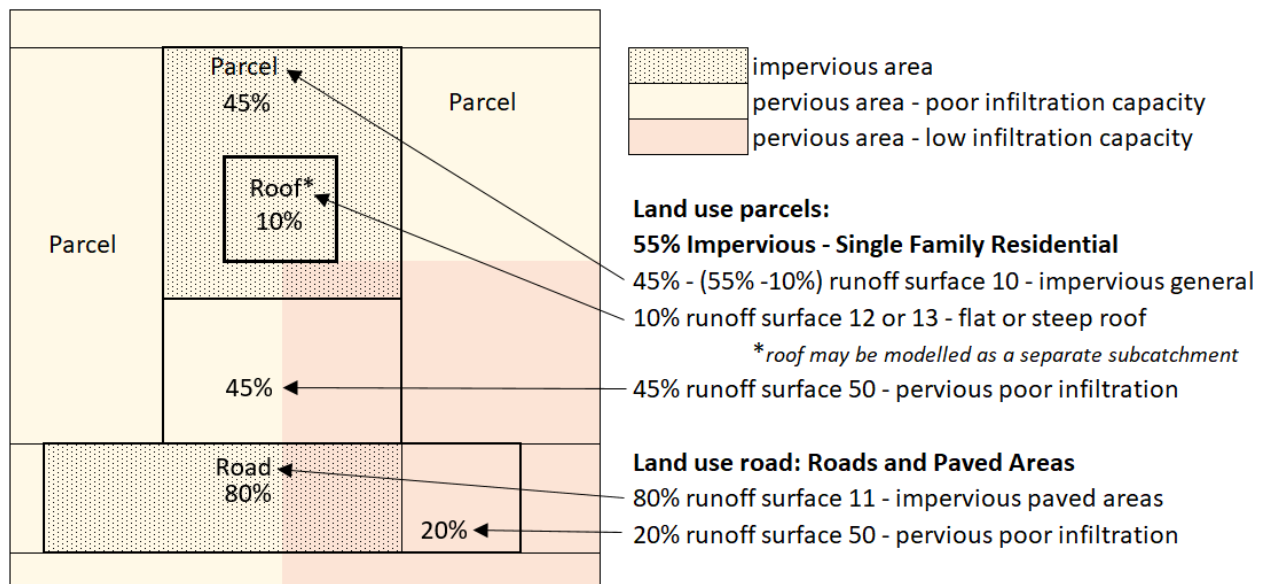 Parcel
45%
Parcel
Roof*
10%
Parcel
45%
Road
80%
20%
impervious area
pervious area - poor infiltration capacity
pervious area - low infiltration capacity
Land use parcels:
55% Impervious - Single Family Residential
45% - (55% -10%) runoff surface 10 - impervious general
10% runoff surface 12 or 13 - flat or steep roof
*roof may be modelled as a separate subcatchment
45% runoff surface 50 - pervious poor infiltration
Land use road: Roads and Paved Areas
80% runoff surface 11 - impervious paved areas
20% runoff surface 50 - pervious poor infiltration